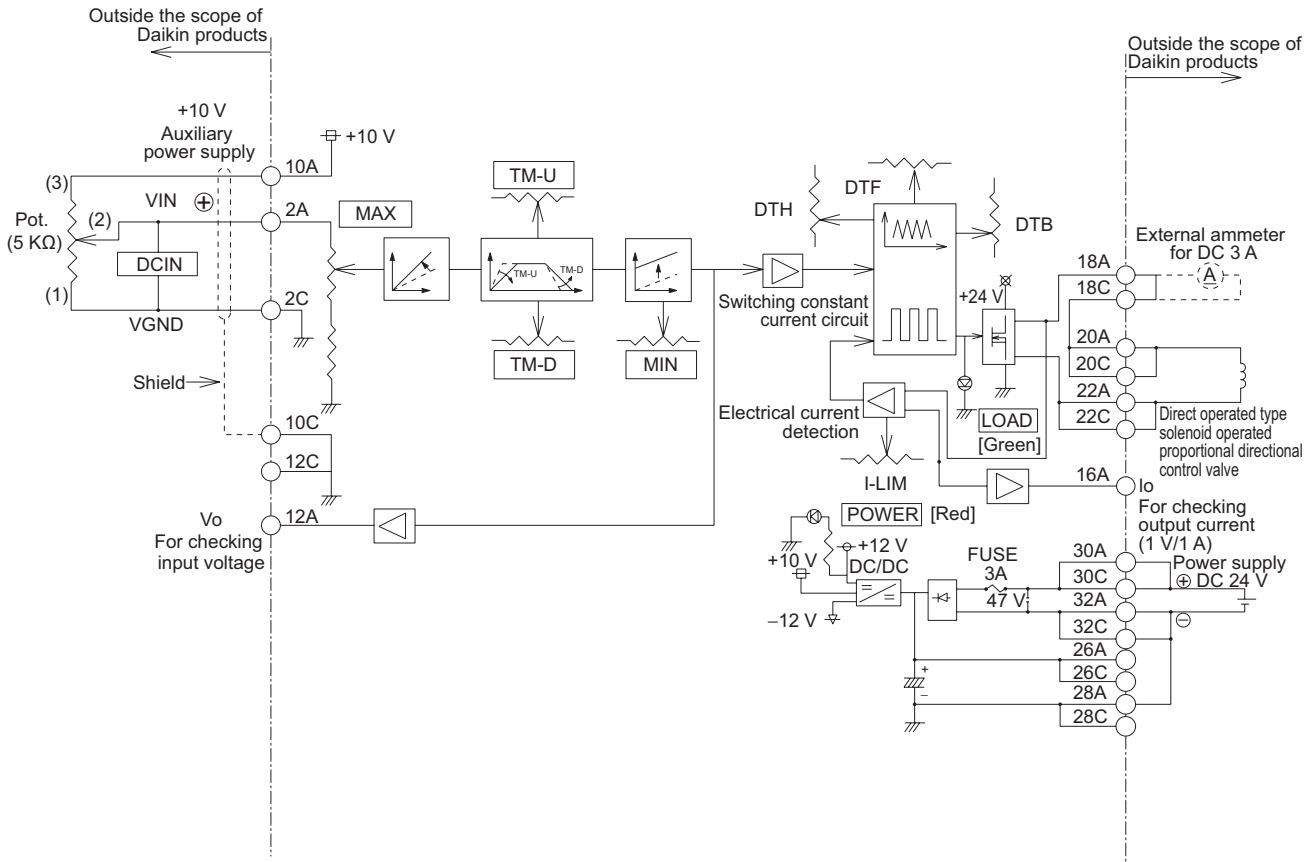 Outside the scope of
Daikin products
Outside the scope of
Daikin products
+10 V
Auxiliary
power supply
+10 V
10A
(3)
VIN
⊕
2A
MAX
Pot.
(5 KΩ)
(2)
DCIN
(1)
VGND
2C
Shield
10C
12C
12A
Vo
For checking
input voltage
TM-U
TM-U
TM-D
TM-D
MIN
DTH
DTF
DTB
Switching constant
current circuit
+24 V
Electrical current
detection
I-LIM
LOAD
[Green]
External ammeter
for DC 3 A
A
18A
18C
20A
20C
22A
22C
Direct operated type
solenoid operated
proportional directional
control valve
16A
Io
For checking
output current
(1 V/1 A)
POWER
[Red]
+12 V
+10 V
DC/DC
−12 V
FUSE
3A
47 V
30A
30C
32A
32C
26A
26C
28A
28C
Power supply
⊕ DC 24 V
⊖
+
−